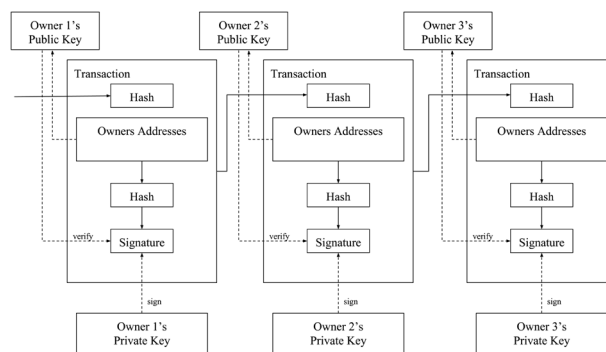 Owner 1's
Public Key
Owner 2's
Public Key
Owner 3's
Public Key
Transaction
Hash
Owners Addresses
Hash
verify
Signature
sign
Transaction
Hash
Owners Addresses
Hash
verify
Signature
sign
Transaction
Hash
Owners Addresses
Hash
verify
Signature
sign
Owner 1's
Private Key
Owner 2's
Private Key
Owner 3's
Private Key